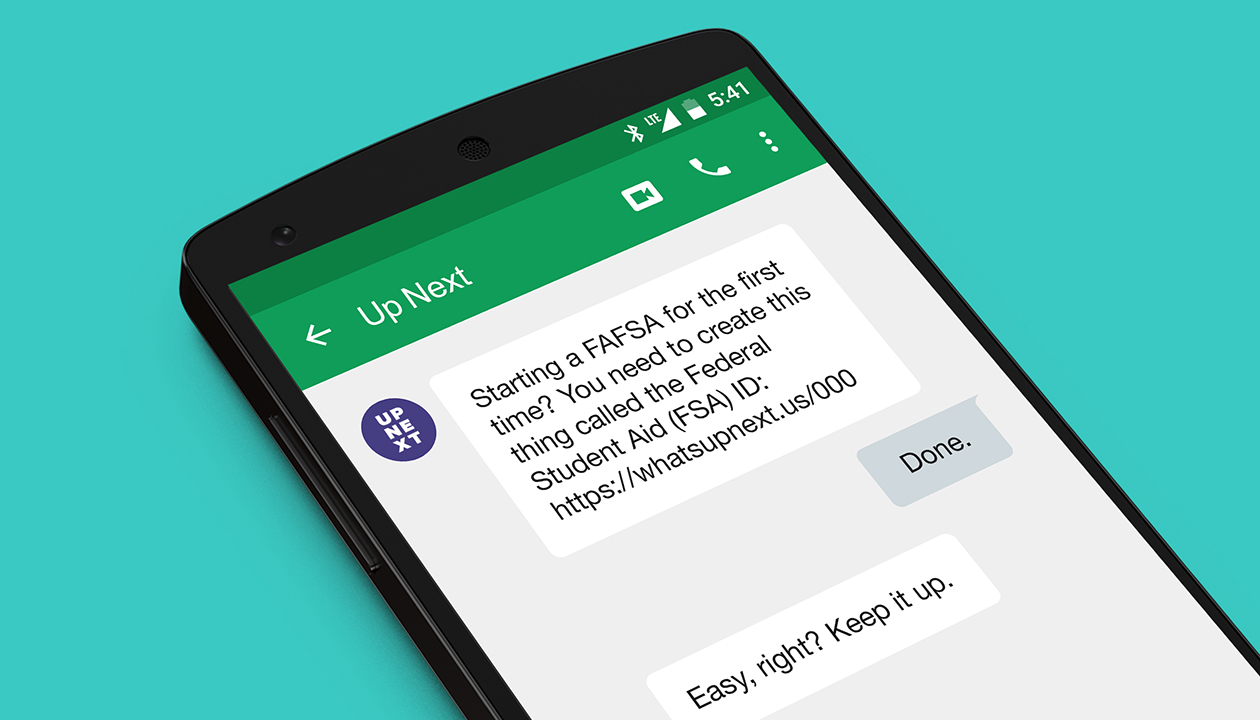 LTE 5:41
Up Next
UP
NE
XT
Starting a FAFSA for the first
time? You need to create this
thing called the Federal
Student Aid (FSA) ID:
https://whatsupnext.us/000
Done.
Easy, right? Keep it up.